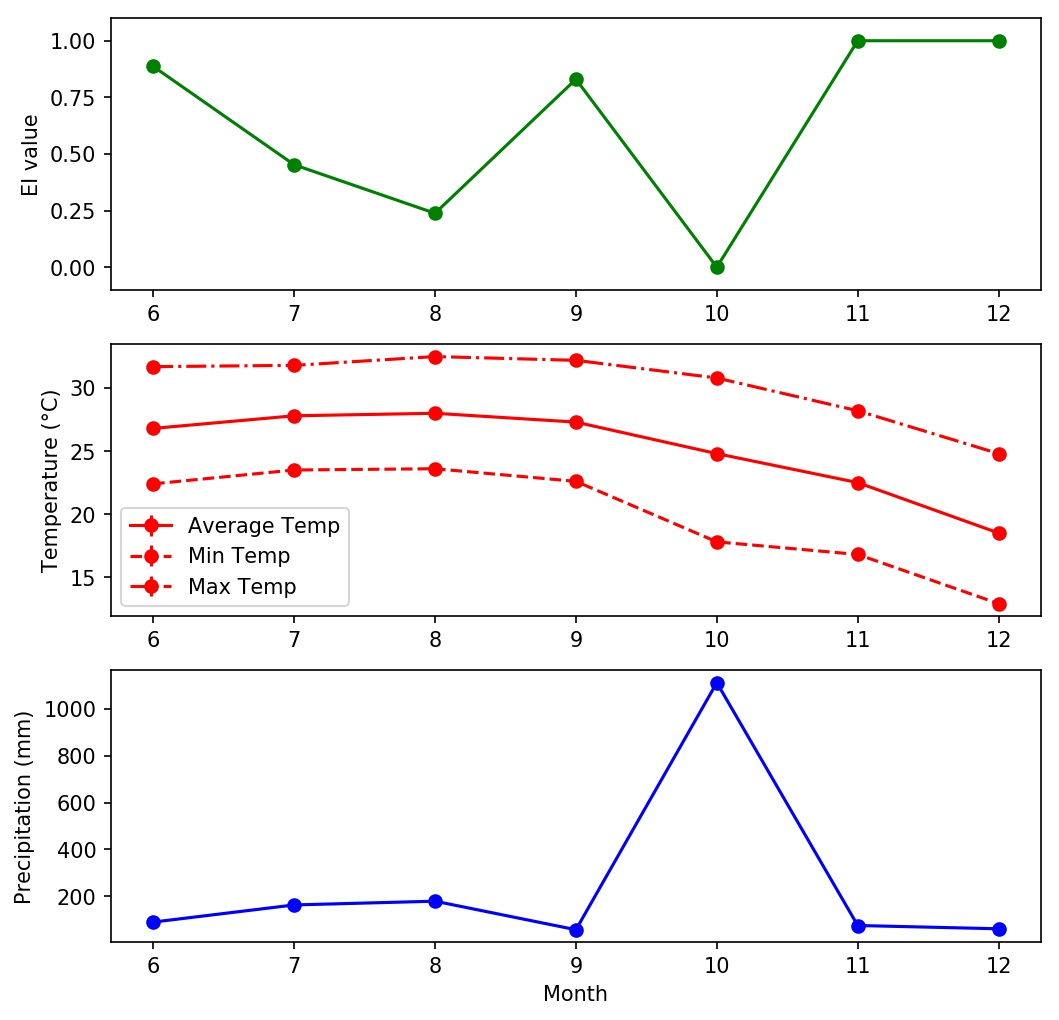 1.00
0.75
0.50
0.25
0.00
EI value
6 7 8 9 10 11 12
30
25
20
15
Temperature (°C)
Average Temp
Min Temp
Max Temp
6 7 8 9 10 11 12
1000
800
600
400
200
Precipitation (mm)
6 7 8 9 10 11 12
Month